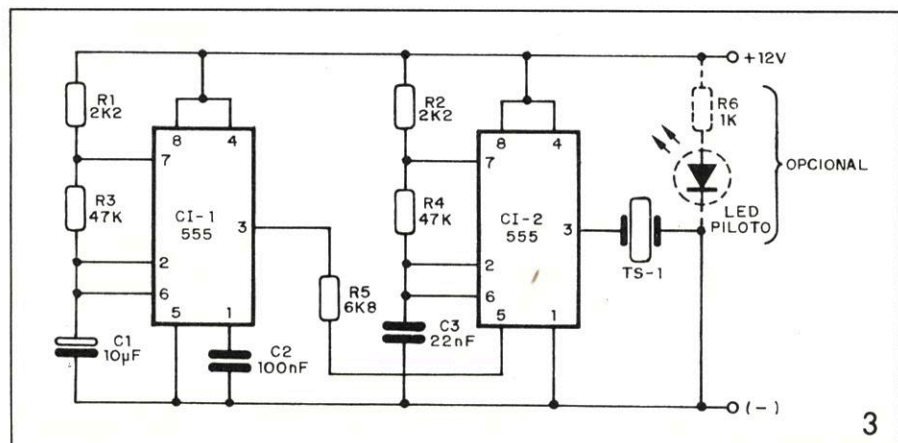 +12V
R1
2K2
R2
2K2
R6
1K
8
4
8
4
7
7
OPCIONAL
R3
47K
CI-1
555
3
R4
47K
CI-2
555
3
LED
PILOTO
2
2
TS-1
6
R5
6K8
6
5
1
5
1
C1
10µF
C2
100nF
C3
22nF
(-)
3